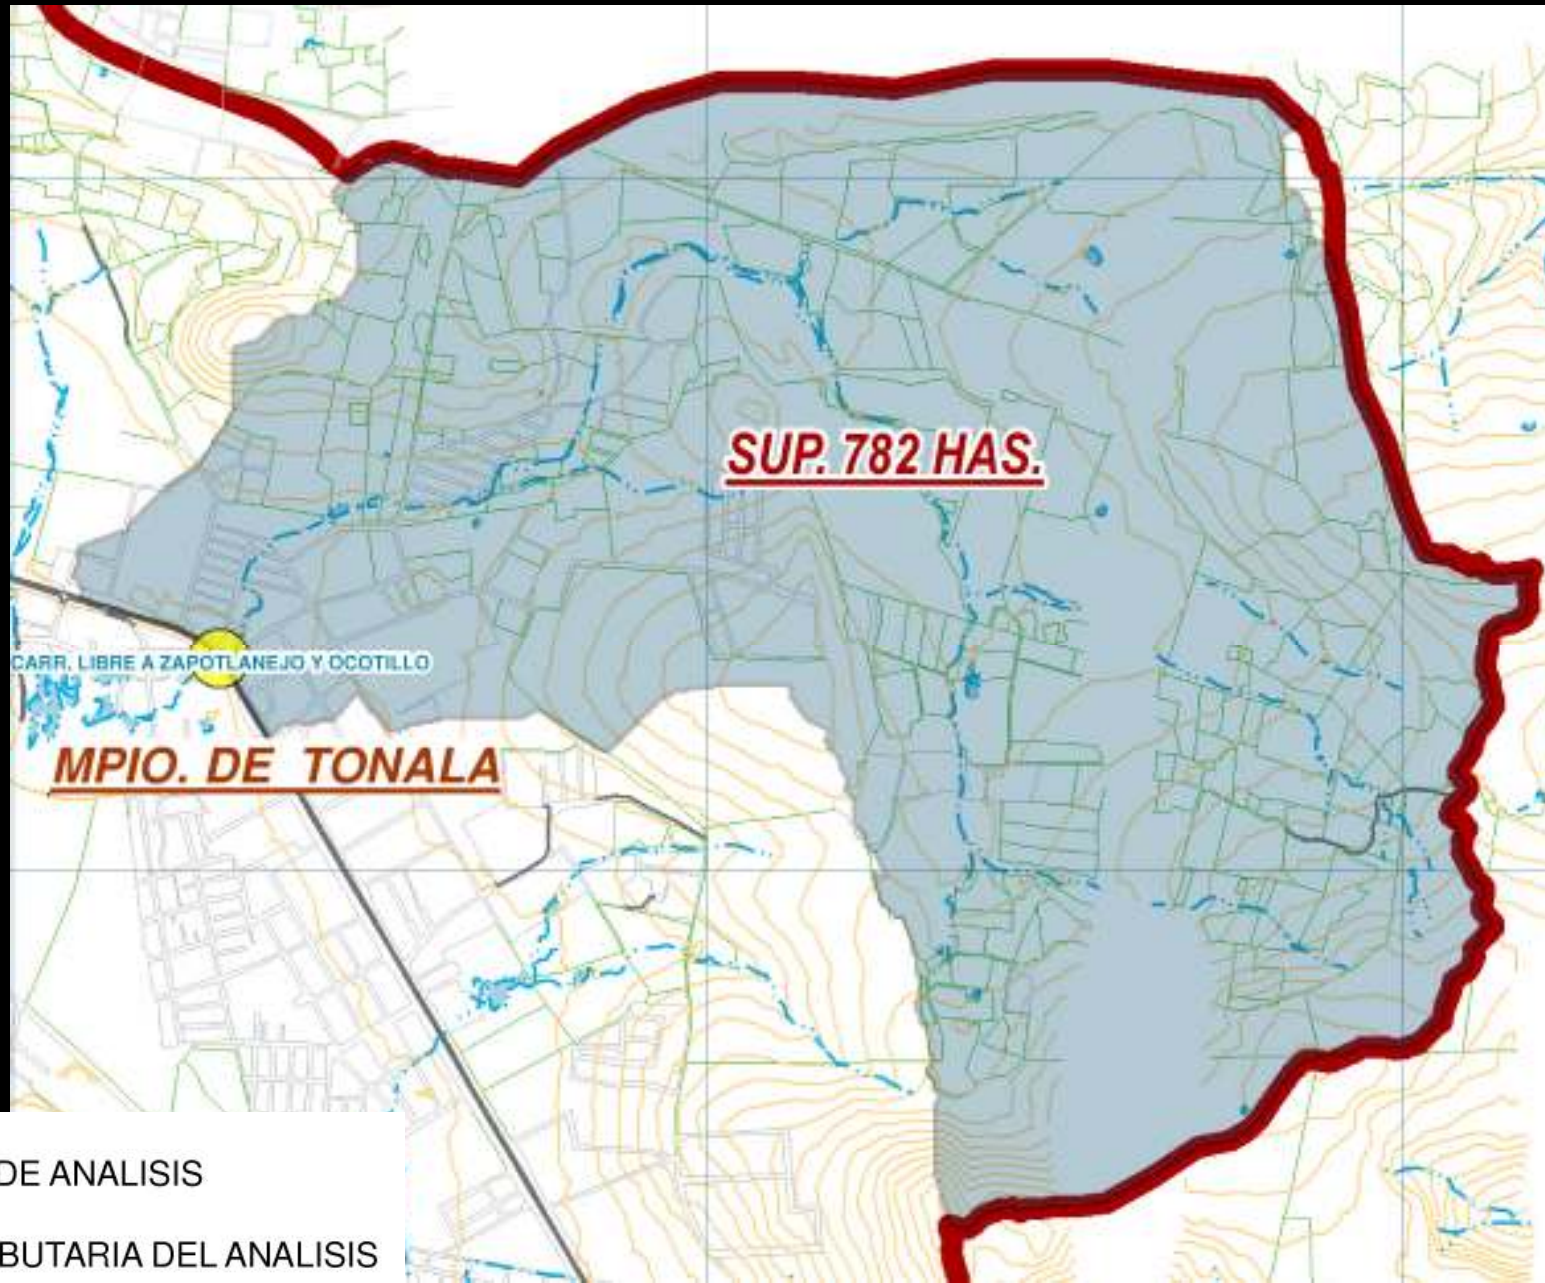 SUP. 782 HAS.
CARR. LIBRE A ZAPOTLANEJO Y OCOTILLO
MPIO. DE TONALA
DE ANALISIS
BUTARIA DEL ANALISIS